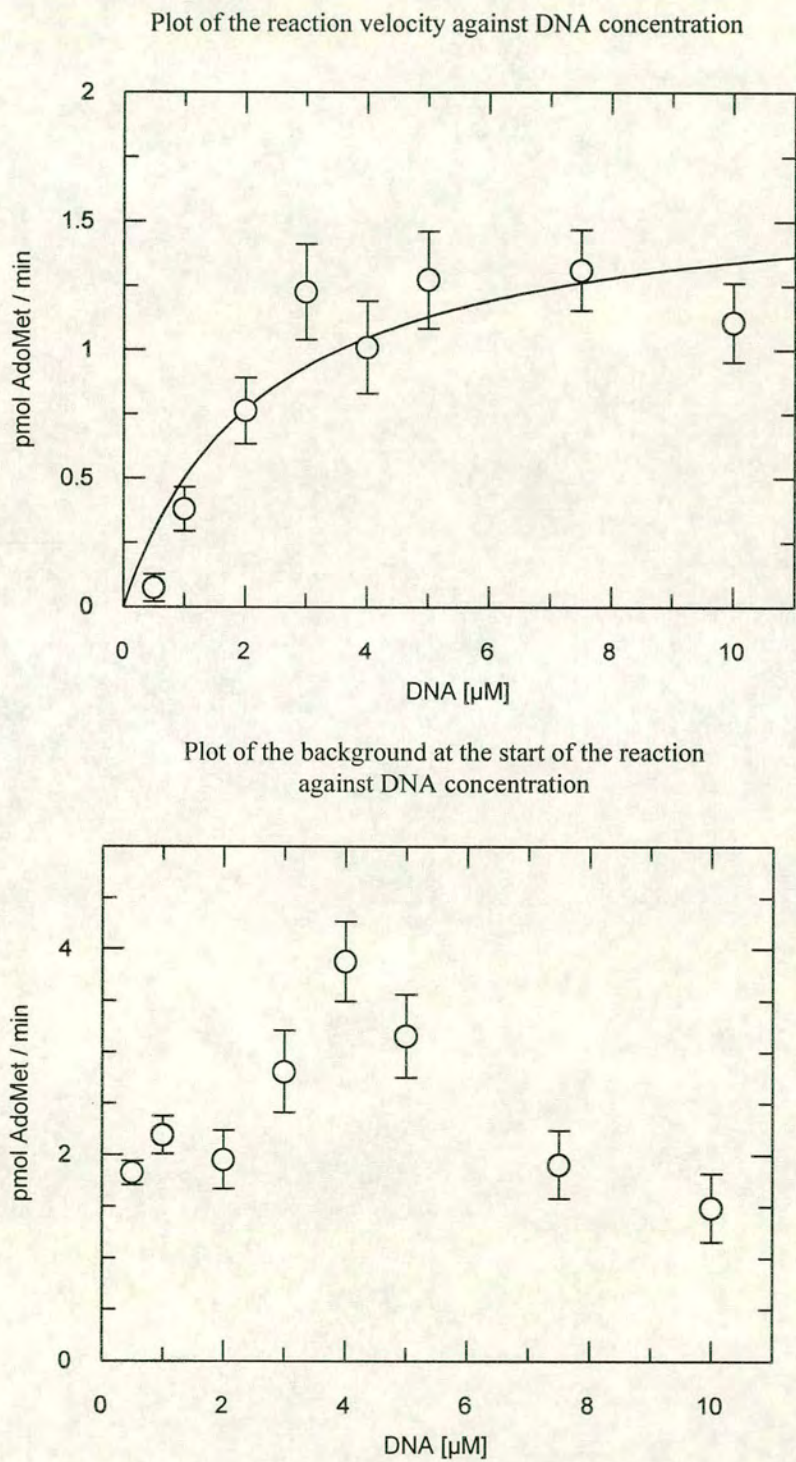 Plot of the reaction velocity against DNA concentration
2
1.5
1
0.5
0
pmol AdoMet / min
0 2 4 6 8 10
DNA [µM]
Plot of the background at the start of the reaction
against DNA concentration
4
2
0
pmol AdoMet / min
0 2 4 6 8 10
DNA [µM]